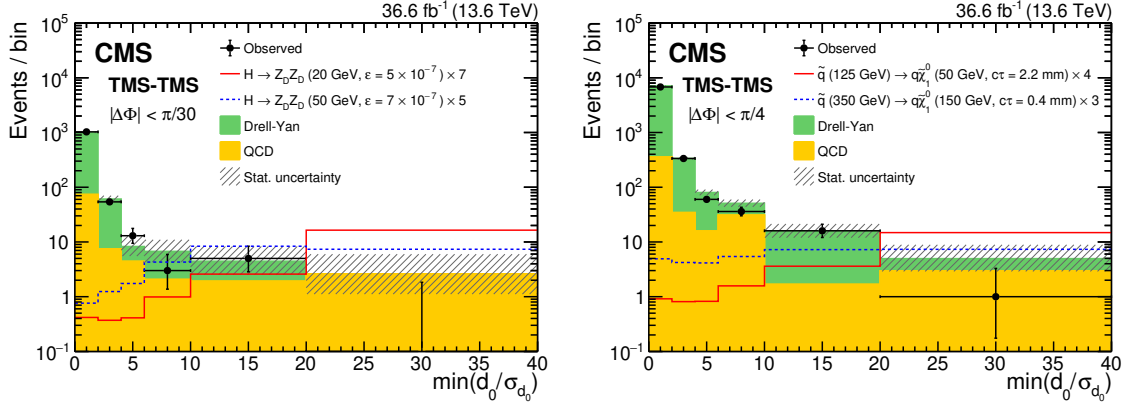 36.6 fb⁻¹ (13.6 TeV)
Events / bin
10⁵
10⁴
10³
10²
10
1
10⁻¹
CMS
TMS-TMS
|ΔΦ| < π/30
Observed
H → Z_D Z_D (20 GeV, ε = 5 × 10⁻⁷) × 7
H → Z_D Z_D (50 GeV, ε = 7 × 10⁻⁷) × 5
Drell-Yan
QCD
Stat. uncertainty
0 5 10 15 20 25 30 35 40
min(d₀/σ_d₀)
36.6 fb⁻¹ (13.6 TeV)
Events / bin
10⁵
10⁴
10³
10²
10
1
10⁻¹
CMS
TMS-TMS
|ΔΦ| < π/4
Observed
q̃ (125 GeV) → qχ̃₁⁰ (50 GeV, cτ = 2.2 mm) × 4
q̃ (350 GeV) → qχ̃₁⁰ (150 GeV, cτ = 0.4 mm) × 3
Drell-Yan
QCD
Stat. uncertainty
0 5 10 15 20 25 30 35 40
min(d₀/σ_d₀)